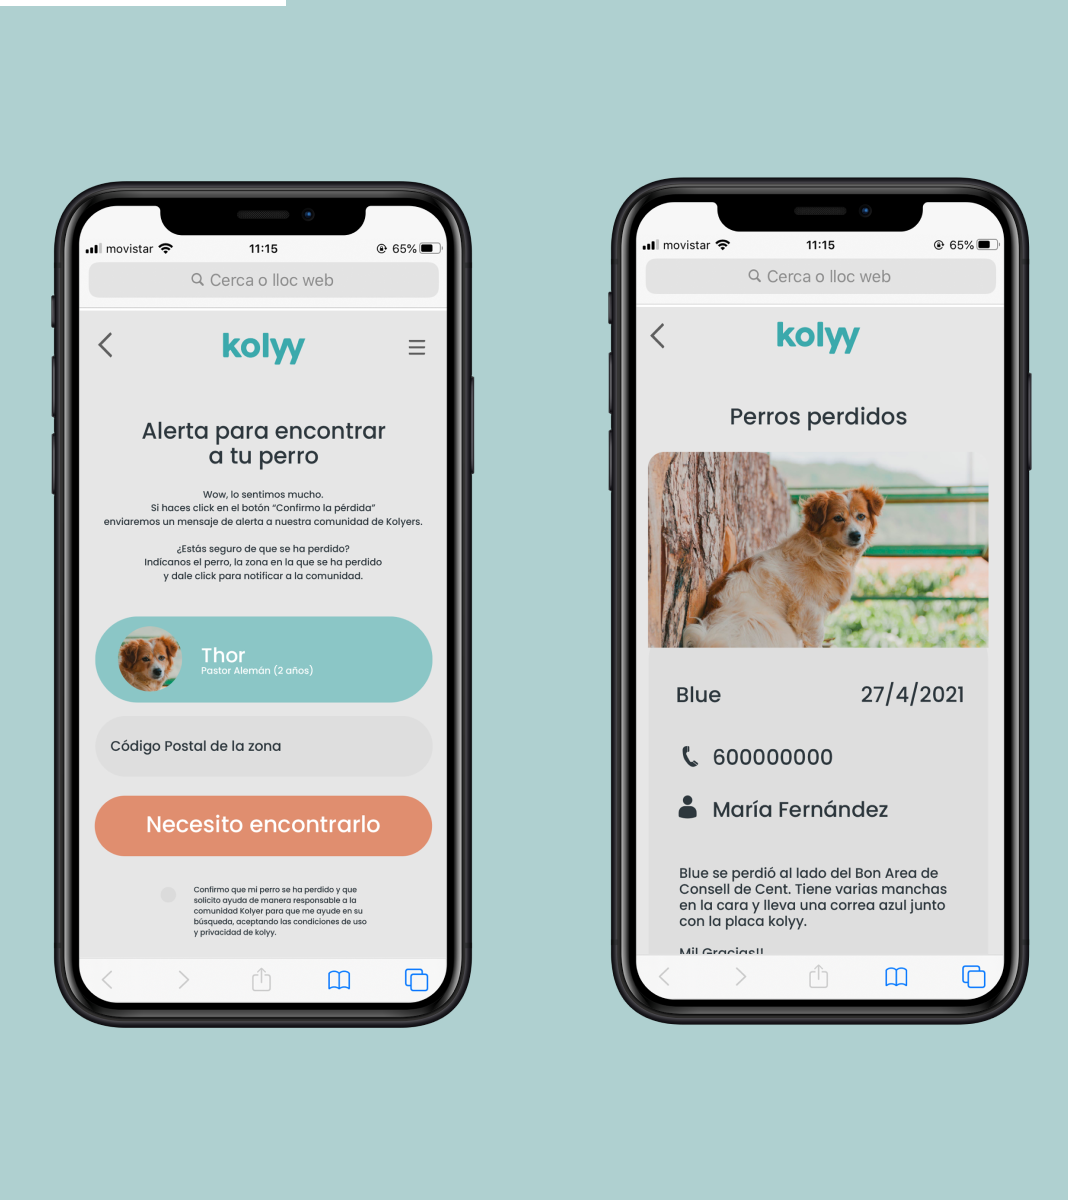 movistar 11:15 65%
Cerca o lloc web
kolyy
Alerta para encontrar
a tu perro
Wow, lo sentimos mucho.
Si haces click en el botón “Confirmo la pérdida”
enviaremos un mensaje de alerta a nuestra comunidad de Kolyers.
¿Estás seguro de que se ha perdido?
Indícanos el perro, la zona en la que se ha perdido
y dale click para notificar a la comunidad.
Thor
Pastor Alemán (2 años)
Código Postal de la zona
Necesito encontrarlo
Confirmo que mi perro se ha perdido y que
solicito ayuda de manera responsable a la
comunidad Kolyer para que me ayude en su
búsqueda, aceptando las condiciones de uso
y privacidad de kolyy.
movistar 11:15 65%
Cerca o lloc web
kolyy
Perros perdidos
Blue 27/4/2021
600000000
María Fernández
Blue se perdió al lado del Bon Area de
Consell de Cent. Tiene varias manchas
en la cara y lleva una correa azul junto
con la placa kolyy.
Mil Gracias!!